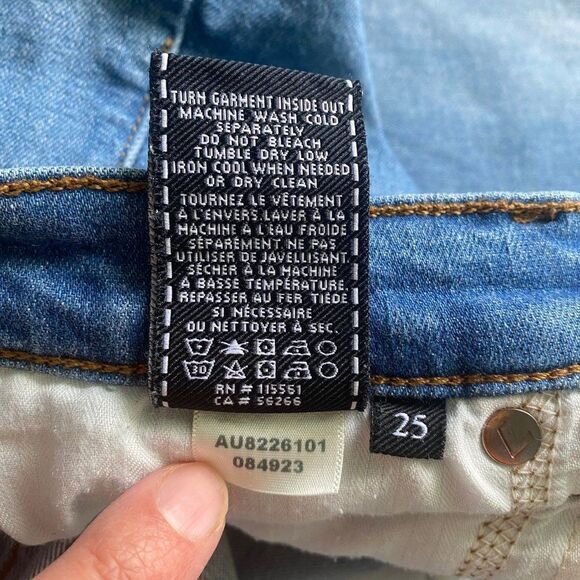 TURN GARMENT INSIDE OUT
MACHINE WASH COLD
SEPARATELY
DO NOT BLEACH
TUMBLE DRY LOW
IRON COOL WHEN NEEDED
OR DRY CLEAN
TOURNEZ LE VÊTEMENT
À L'ENVERS.LAVER À LA
MACHINE À L'EAU FROIDE
SÉPARÉMENT. NE PAS
UTILISER DE JAVELLISANT.
SÉCHER À LA MACHINE
À BASSE TEMPÉRATURE.
REPASSER AU FER TIÈDE
SI NÉCESSAIRE
OU NETTOYER À SEC.
30
RN # 115561
CA # 56266
AU8226101
084923
25